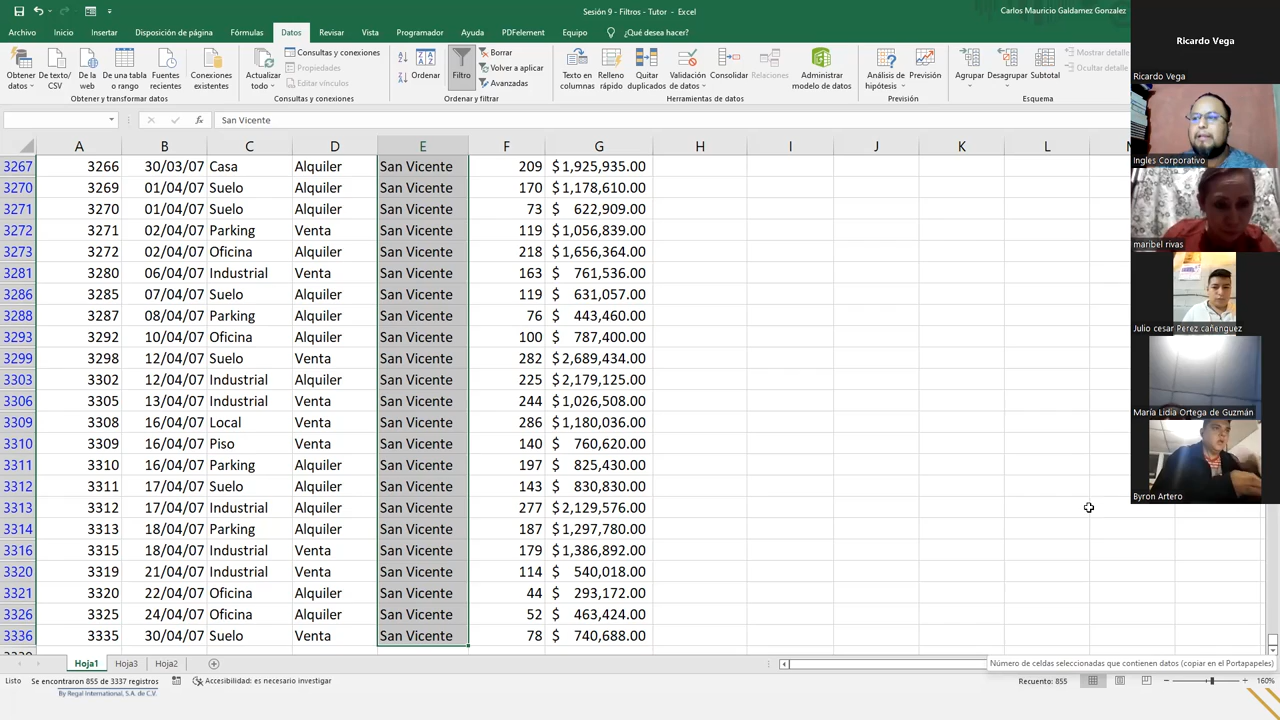 Sesión 9 - Filtros - Tutor - Excel
Carlos Mauricio Galdamez Gonzalez
Archivo Inicio Insertar Disposición de página Fórmulas Datos Revisar Vista Programador Ayuda PDFelement Equipo ¿Qué desea hacer?
Obtener datos De texto/CSV De la web De una tabla o rango Fuentes recientes Conexiones existentes Actualizar todo Consultas y conexiones Propiedades Editar vínculos Ordenar Filtro Borrar Volver a aplicar Avanzadas Texto en columnas Relleno rápido Quitar duplicados Validación de datos Consolidar Relaciones Administrar modelo de datos Análisis de hipótesis Previsión Agrupar Desagrupar Subtotal Mostrar detalle Ocultar detalle
Obtener y transformar datos Consultas y conexiones Ordenar y filtrar Herramientas de datos Previsión Esquema
fx San Vicente
A B C D E F G H I J K L
3267 3266 30/03/07 Casa Alquiler San Vicente 209 $ 1,925,935.00
3270 3269 01/04/07 Suelo Alquiler San Vicente 170 $ 1,178,610.00
3271 3270 01/04/07 Suelo Alquiler San Vicente 73 $ 622,909.00
3272 3271 02/04/07 Parking Venta San Vicente 119 $ 1,056,839.00
3273 3272 02/04/07 Oficina Alquiler San Vicente 218 $ 1,656,364.00
3281 3280 06/04/07 Industrial Venta San Vicente 163 $ 761,536.00
3286 3285 07/04/07 Suelo Alquiler San Vicente 119 $ 631,057.00
3288 3287 08/04/07 Parking Alquiler San Vicente 76 $ 443,460.00
3293 3292 10/04/07 Oficina Alquiler San Vicente 100 $ 787,400.00
3299 3298 12/04/07 Suelo Venta San Vicente 282 $ 2,689,434.00
3303 3302 12/04/07 Industrial Alquiler San Vicente 225 $ 2,179,125.00
3306 3305 13/04/07 Industrial Venta San Vicente 244 $ 1,026,508.00
3309 3308 16/04/07 Local Venta San Vicente 286 $ 1,180,036.00
3310 3309 16/04/07 Piso Venta San Vicente 140 $ 760,620.00
3311 3310 16/04/07 Parking Alquiler San Vicente 197 $ 825,430.00
3312 3311 17/04/07 Suelo Alquiler San Vicente 143 $ 830,830.00
3313 3312 17/04/07 Industrial Alquiler San Vicente 277 $ 2,129,576.00
3314 3313 18/04/07 Parking Alquiler San Vicente 187 $ 1,297,780.00
3316 3315 18/04/07 Industrial Venta San Vicente 179 $ 1,386,892.00
3320 3319 21/04/07 Industrial Venta San Vicente 114 $ 540,018.00
3321 3320 22/04/07 Oficina Alquiler San Vicente 44 $ 293,172.00
3326 3325 24/04/07 Oficina Alquiler San Vicente 52 $ 463,424.00
3336 3335 30/04/07 Suelo Venta San Vicente 78 $ 740,688.00
Hoja1 Hoja3 Hoja2
Número de celdas seleccionadas que contienen datos (copiar en el Portapapeles)
Listo Se encontraron 855 de 3337 registros Accesibilidad: es necesario investigar Recuento: 855 160%
By Regal International, S.A. de C.V.
Ricardo Vega
Ricardo Vega
Ingles Corporativo
maribel rivas
Julio cesar Perez cañenguez
María Lidia Ortega de Guzmán
Byron Artero